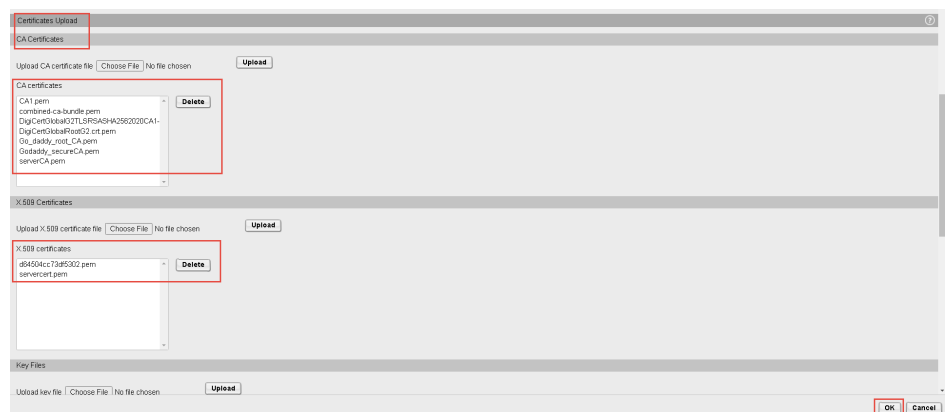 Certificates Upload
CA Certificates
Upload CA certificate file Choose File No file chosen Upload
CA certificates
CA1.pem Delete
combined-ca-bundle.pem
DigiCertGlobalG2TLSRSASHA2562020CA1-
DigiCertGlobalRootG2.crt.pem
Go_daddy_root_CA.pem
Godaddy_secureCA.pem
serverCA.pem
X.509 Certificates
Upload X.509 certificate file Choose File No file chosen Upload
X.509 certificates
d64504cc73df5302.pem Delete
servercert.pem
Key Files
Upload key file Choose File No file chosen Upload
OK Cancel